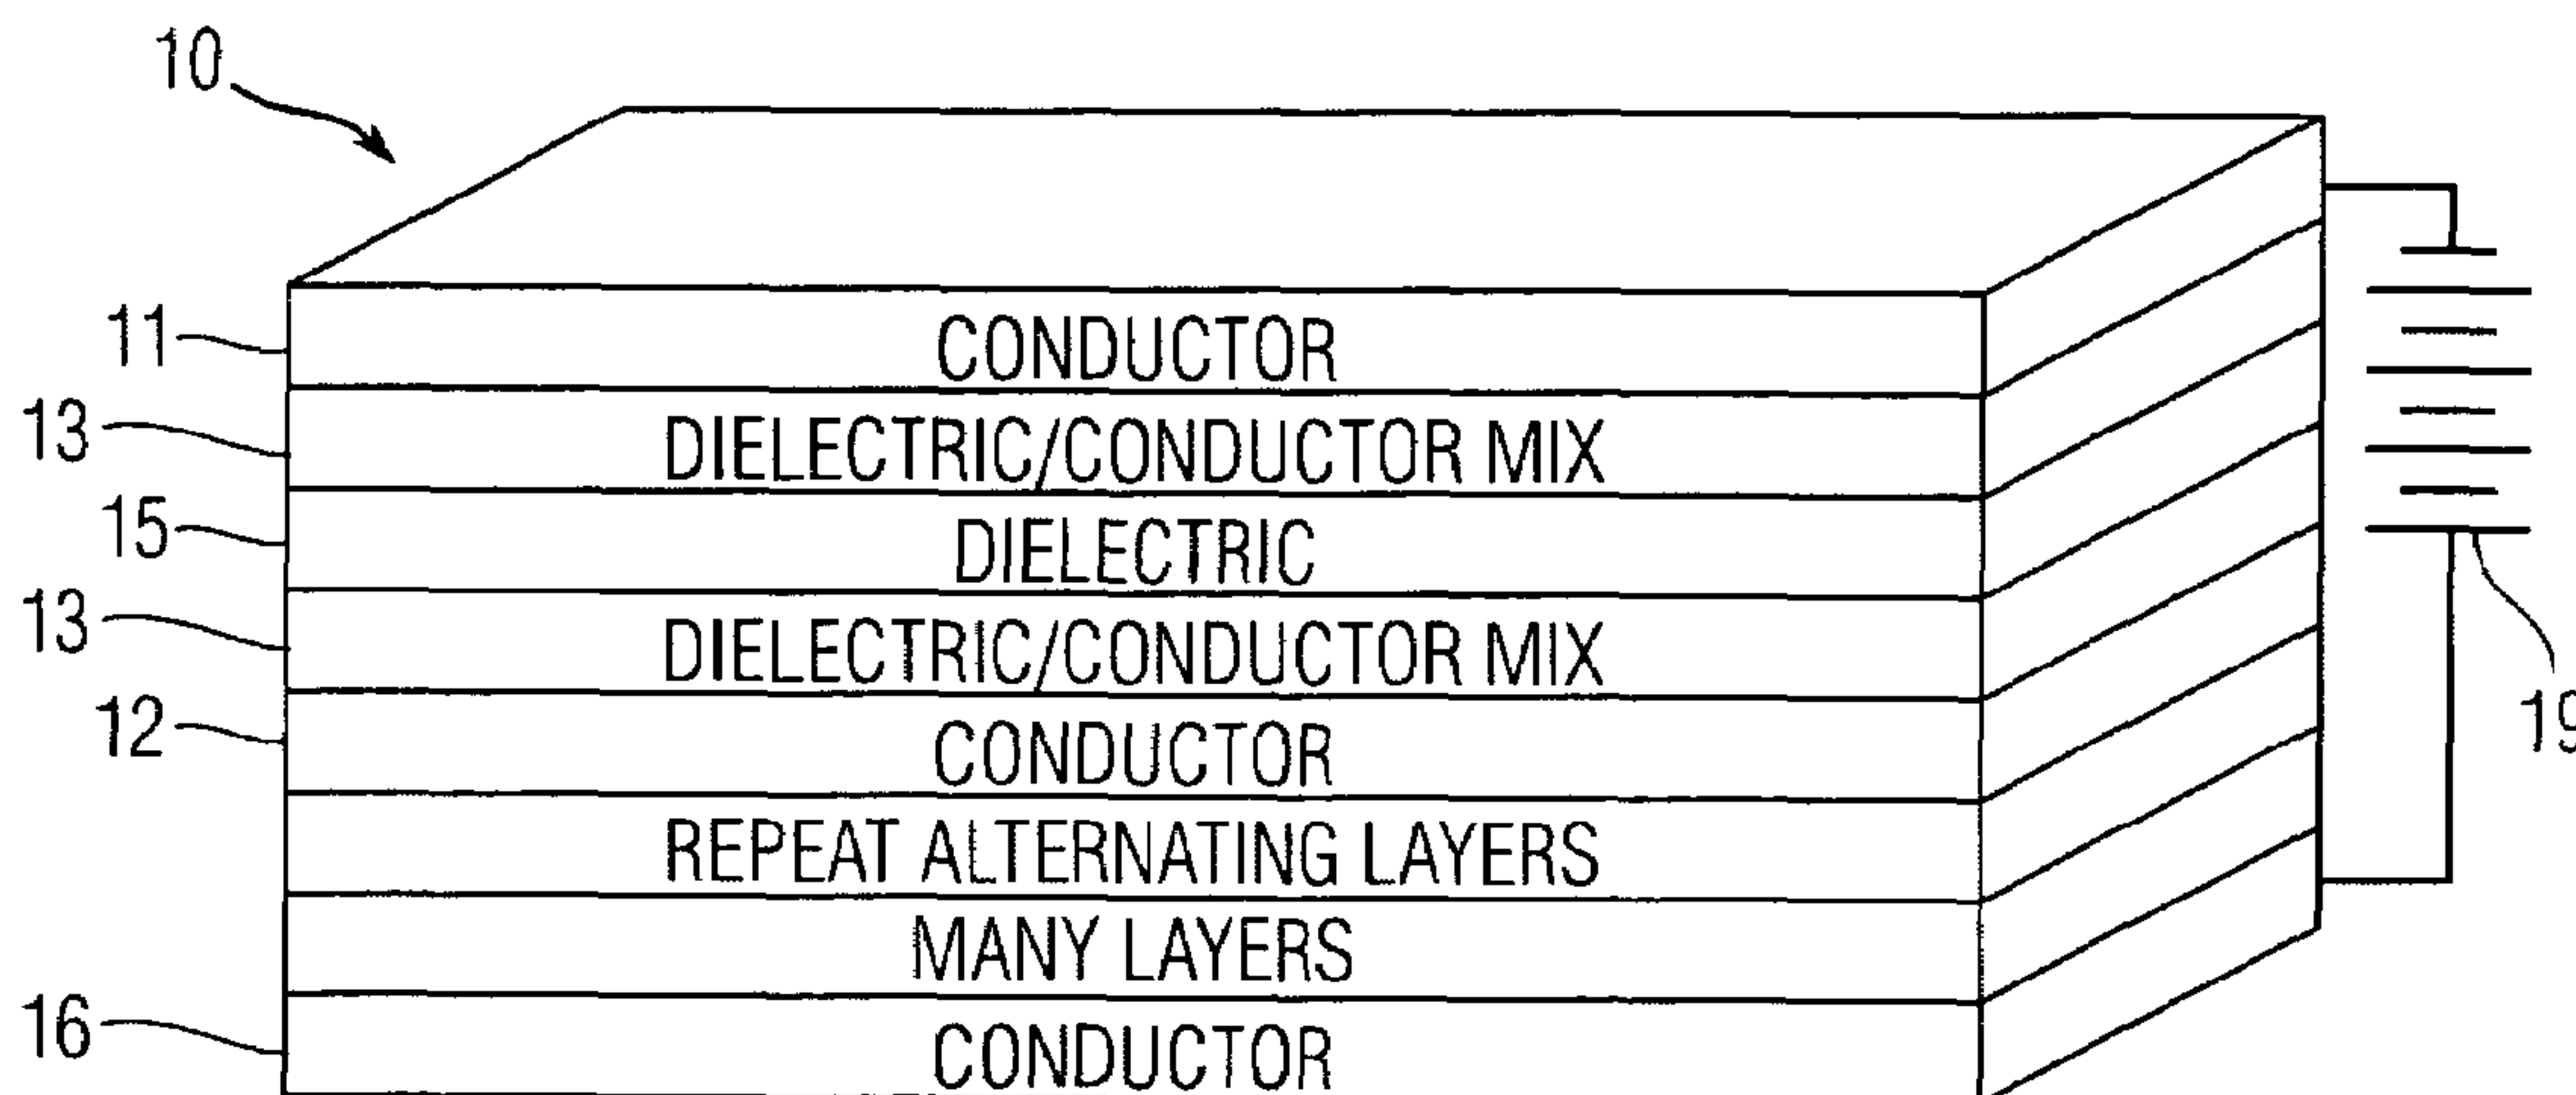 10
11 CONDUCTOR
13 DIELECTRIC/CONDUCTOR MIX
15 DIELECTRIC
13 DIELECTRIC/CONDUCTOR MIX
12 CONDUCTOR
19
REPEAT ALTERNATING LAYERS
MANY LAYERS
16 CONDUCTOR